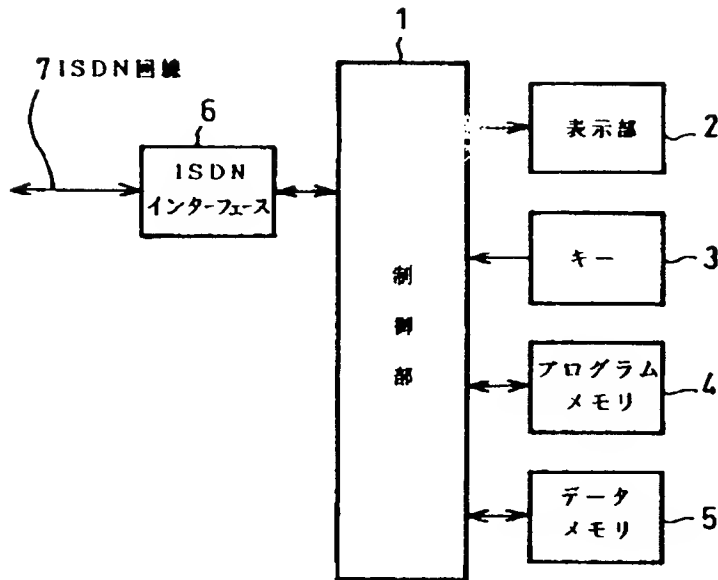 1
7 ISDN回線
6
ISDN
インターフェース
制
御
部
表示部
2
キー
3
プログラム
メモリ
4
データ
メモリ
5